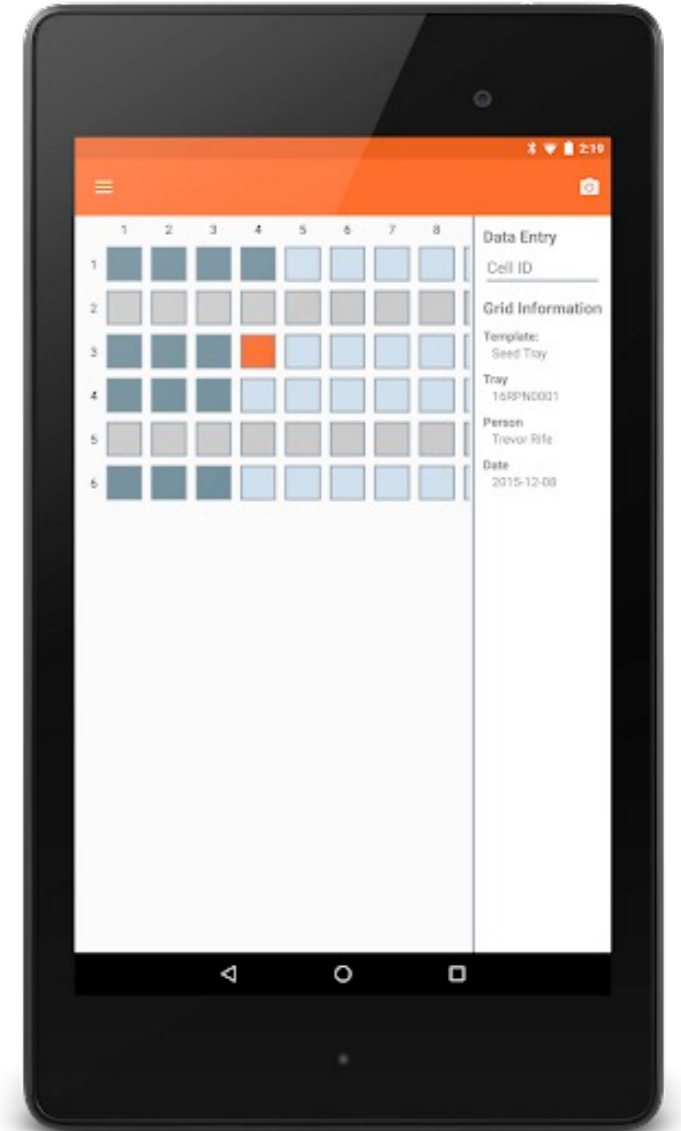 2:19
1 2 3 4 5 6 7 8
1
2
3
4
5
6
Data Entry
Cell ID
Grid Information
Template:
Seed Tray
Tray
16RPN0001
Person
Trevor Rife
Date
2015-12-08